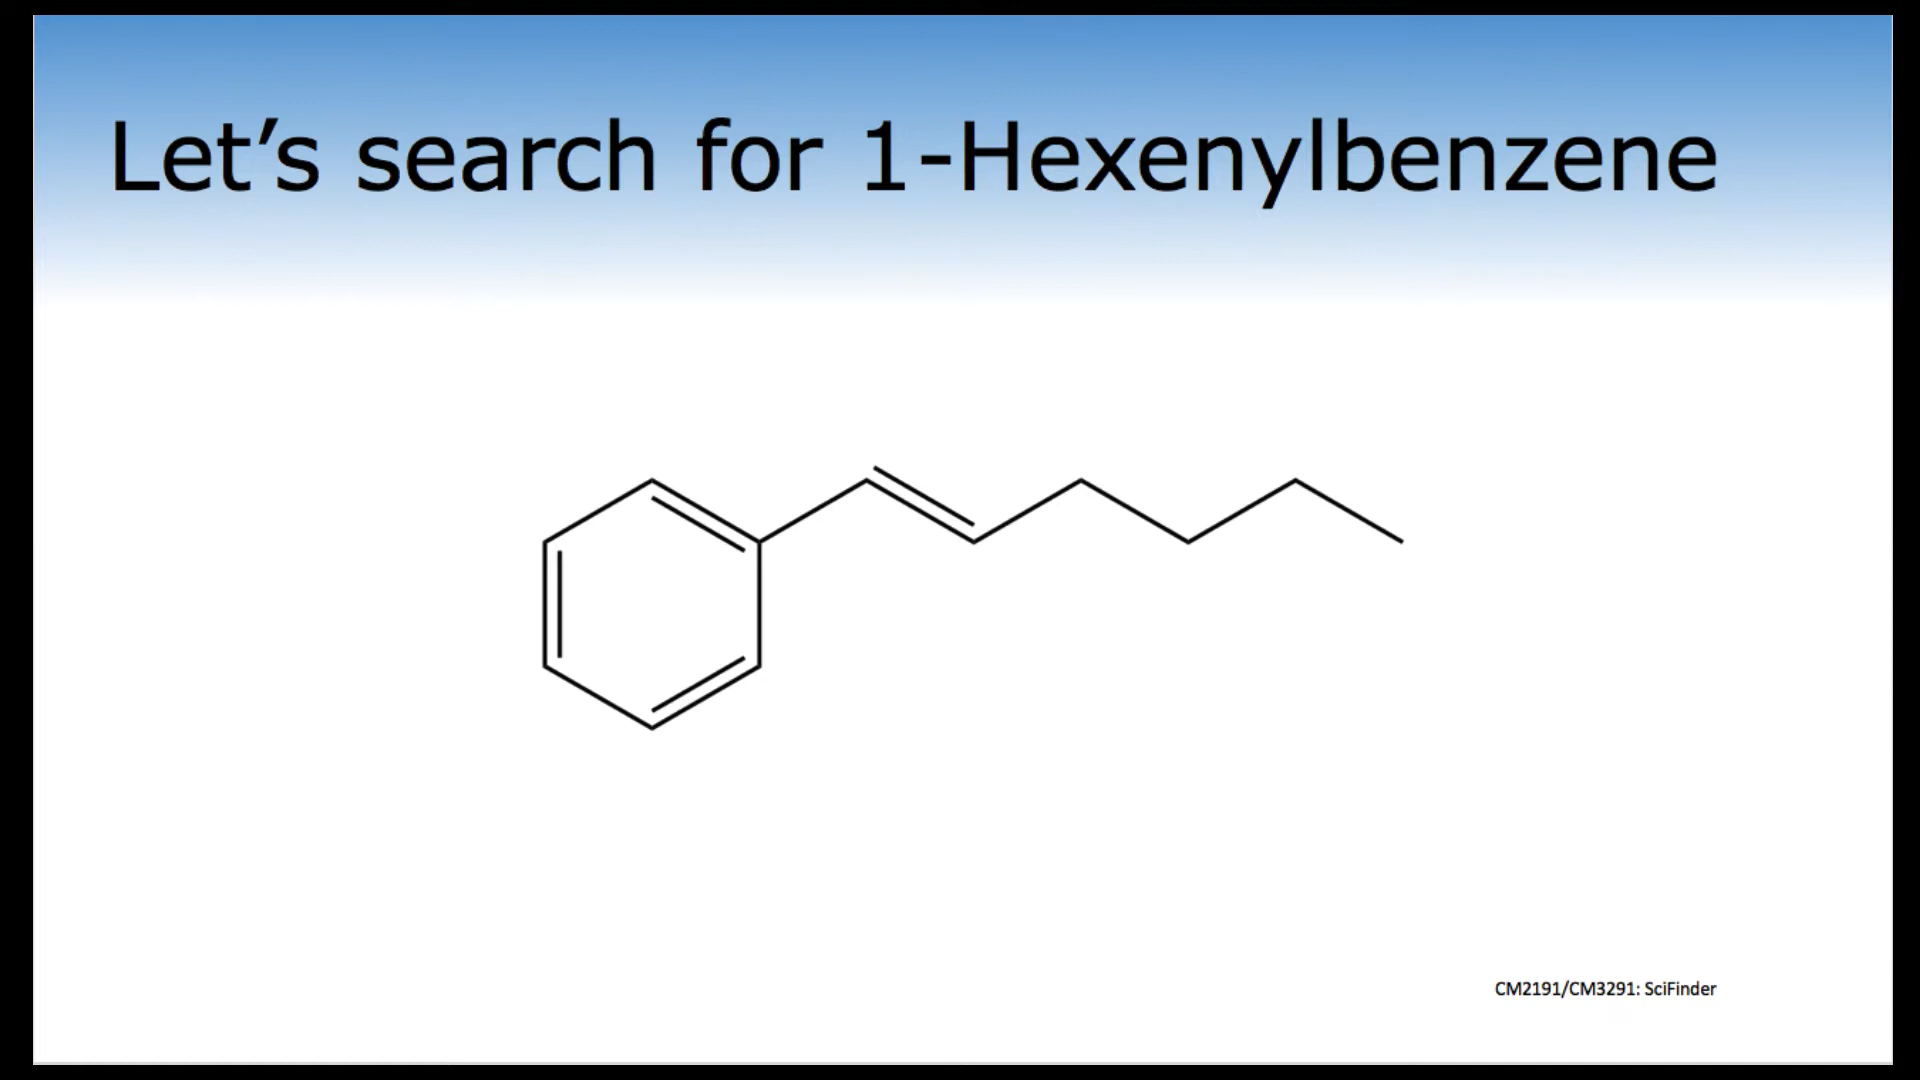 Let’s search for 1-Hexenylbenzene
CM2191/CM3291: SciFinder